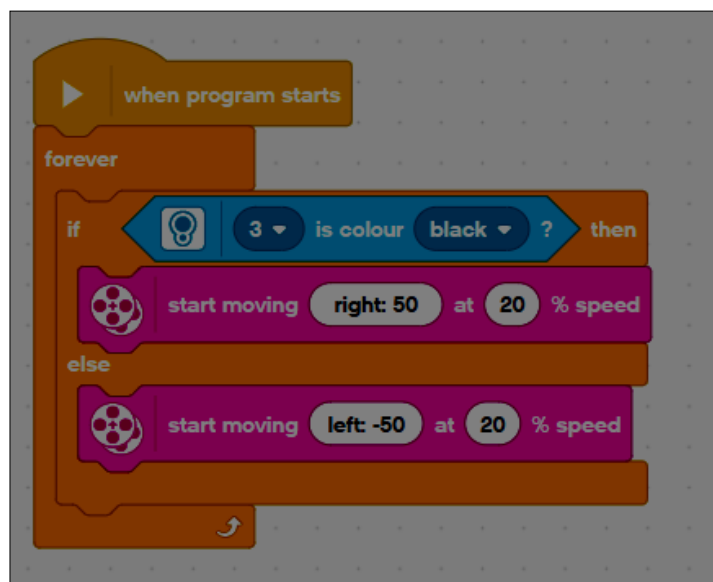 when program starts
forever
if 3 is colour black ? then
start moving right: 50 at 20 % speed
else
start moving left: -50 at 20 % speed